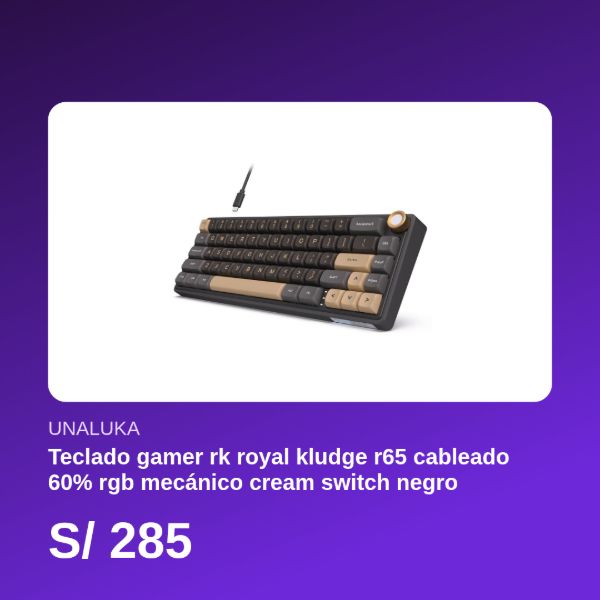 UNALUKA
Teclado gamer rk royal kludge r65 cableado
60% rgb mecánico cream switch negro
S/ 285